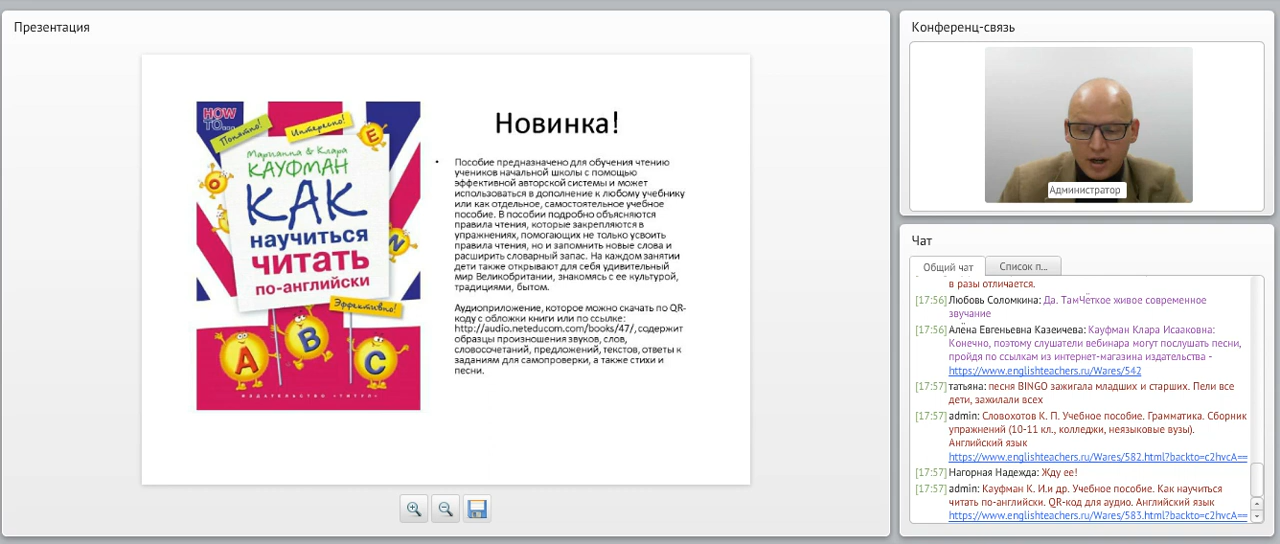 Презентация
HOW
TO...
Понятно!
Интересно!
E
Марианна & Клара
КАУФМАН
O
КАК
научиться
N
читать
по-английски
Эффективно!
A
B
C
ИЗДАТЕЛЬСТВО «ТИТУЛ»
Новинка!
• Пособие предназначено для обучения чтению
учеников начальной школы с помощью
эффективной авторской системы и может
использоваться в дополнение к любому учебнику
или как отдельное, самостоятельное учебное
пособие. В пособии подробно объясняются
правила чтения, которые закрепляются в
упражнениях, помогающих не только усвоить
правила чтения, но и запомнить новые слова и
расширить словарный запас. На каждом занятии
дети также открывают для себя удивительный
мир Великобритании, знакомясь с ее культурой,
традициями, бытом.
Аудиоприложение, которое можно скачать по QR-
коду с обложки книги или по ссылке:
http://audio.neteducom.com/books/47/, содержит
образцы произношения звуков, слов,
словосочетаний, предложений, текстов, ответы к
заданиям для самопроверки, а также стихи и
песни.
Конференц-связь
Администратор
Чат
Общий чат
Список п...
в разы отличается.
[17:56] Любовь Соломкина: Да. ТамЧёткое живое современное
звучание
[17:56] Алёна Евгеньевна Казеичева: Кауфман Клара Исааковна:
Конечно, поэтому слушатели вебинара могут послушать песни,
пройдя по ссылкам из интернет-магазина издательства -
https://www.englishteachers.ru/Wares/542
[17:57] татьяна: песня BINGO зажигала младших и старших. Пели все
дети, зажилали всех
[17:57] admin: Словохотов К. П. Учебное пособие. Грамматика. Сборник
упражнений (10-11 кл., колледжи, неязыковые вузы).
Английский язык
https://www.englishteachers.ru/Wares/582.html?backto=c2hvcA==
[17:57] Нагорная Надежда: Жду ее!
[17:57] admin: Кауфман К. И.и др. Учебное пособие. Как научиться
читать по-английски. QR-код для аудио. Английский язык
https://www.englishteachers.ru/Wares/583.html?backto=c2hvcA==